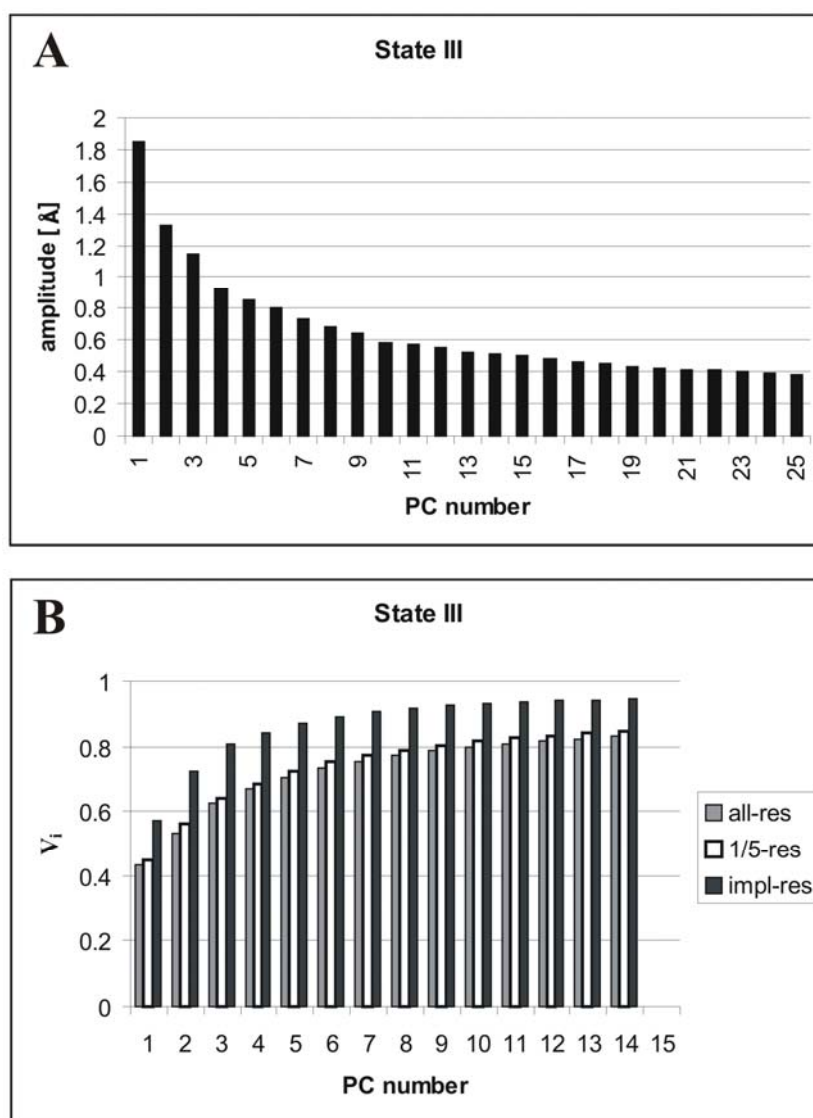 A
State III
2
1.8
1.6
1.4
1.2
1
0.8
0.6
0.4
0.2
0
amplitude [ Å]
1 3 5 7 9 11 13 15 17 19 21 23 25
PC number
B
State III
1
0.8
0.6
0.4
0.2
0
Vi
1 2 3 4 5 6 7 8 9 10 11 12 13 14 15
PC number
all-res
1/5-res
impl-res